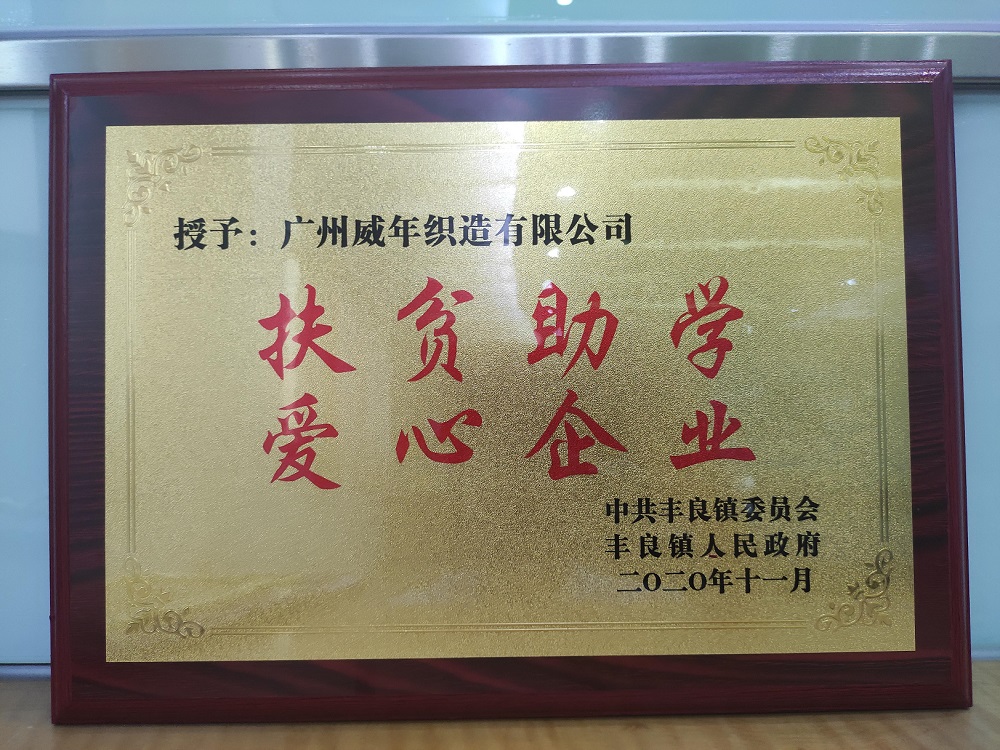 授予：广州威年织造有限公司
扶贫助学
爱心企业
中共丰良镇委员会
丰良镇人民政府
二〇二〇年十一月